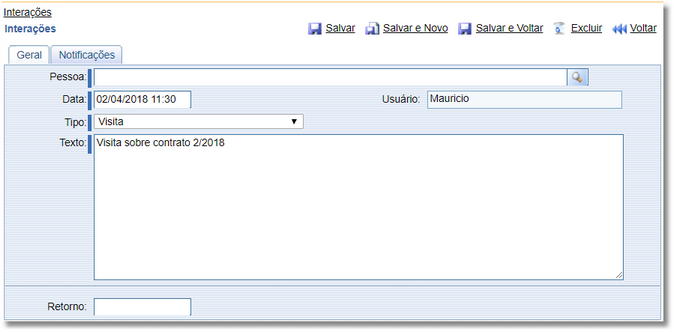 Interações
Interações Salvar Salvar e Novo Salvar e Voltar Excluir Voltar
Geral Notificações
Pessoa:
Data: 02/04/2018 11:30 Usuário: Mauricio
Tipo: Visita
Texto: Visita sobre contrato 2/2018
Retorno: